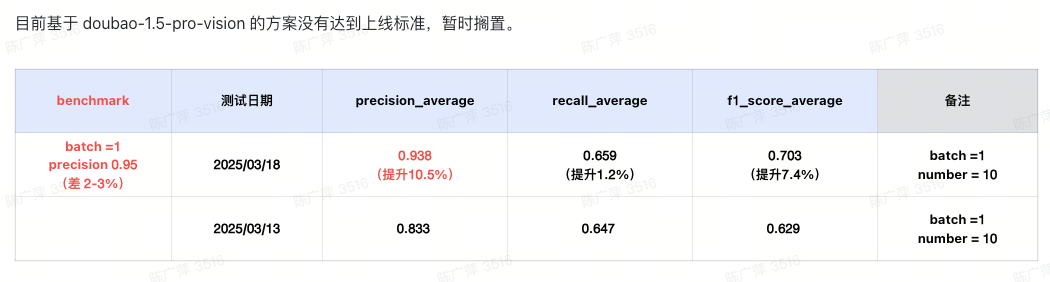 目前基于 doubao-1.5-pro-vision 的方案没有达到上线标准，暂时搁置。
benchmark 测试日期 precision_average recall_average f1_score_average 备注
batch =1
precision 0.95
（差 2-3%）
2025/03/18
0.938
（提升10.5%）
0.659
（提升1.2%）
0.703
（提升7.4%）
batch =1
number = 10
2025/03/13 0.833 0.647 0.629
batch =1
number = 10
陈广萍 3516